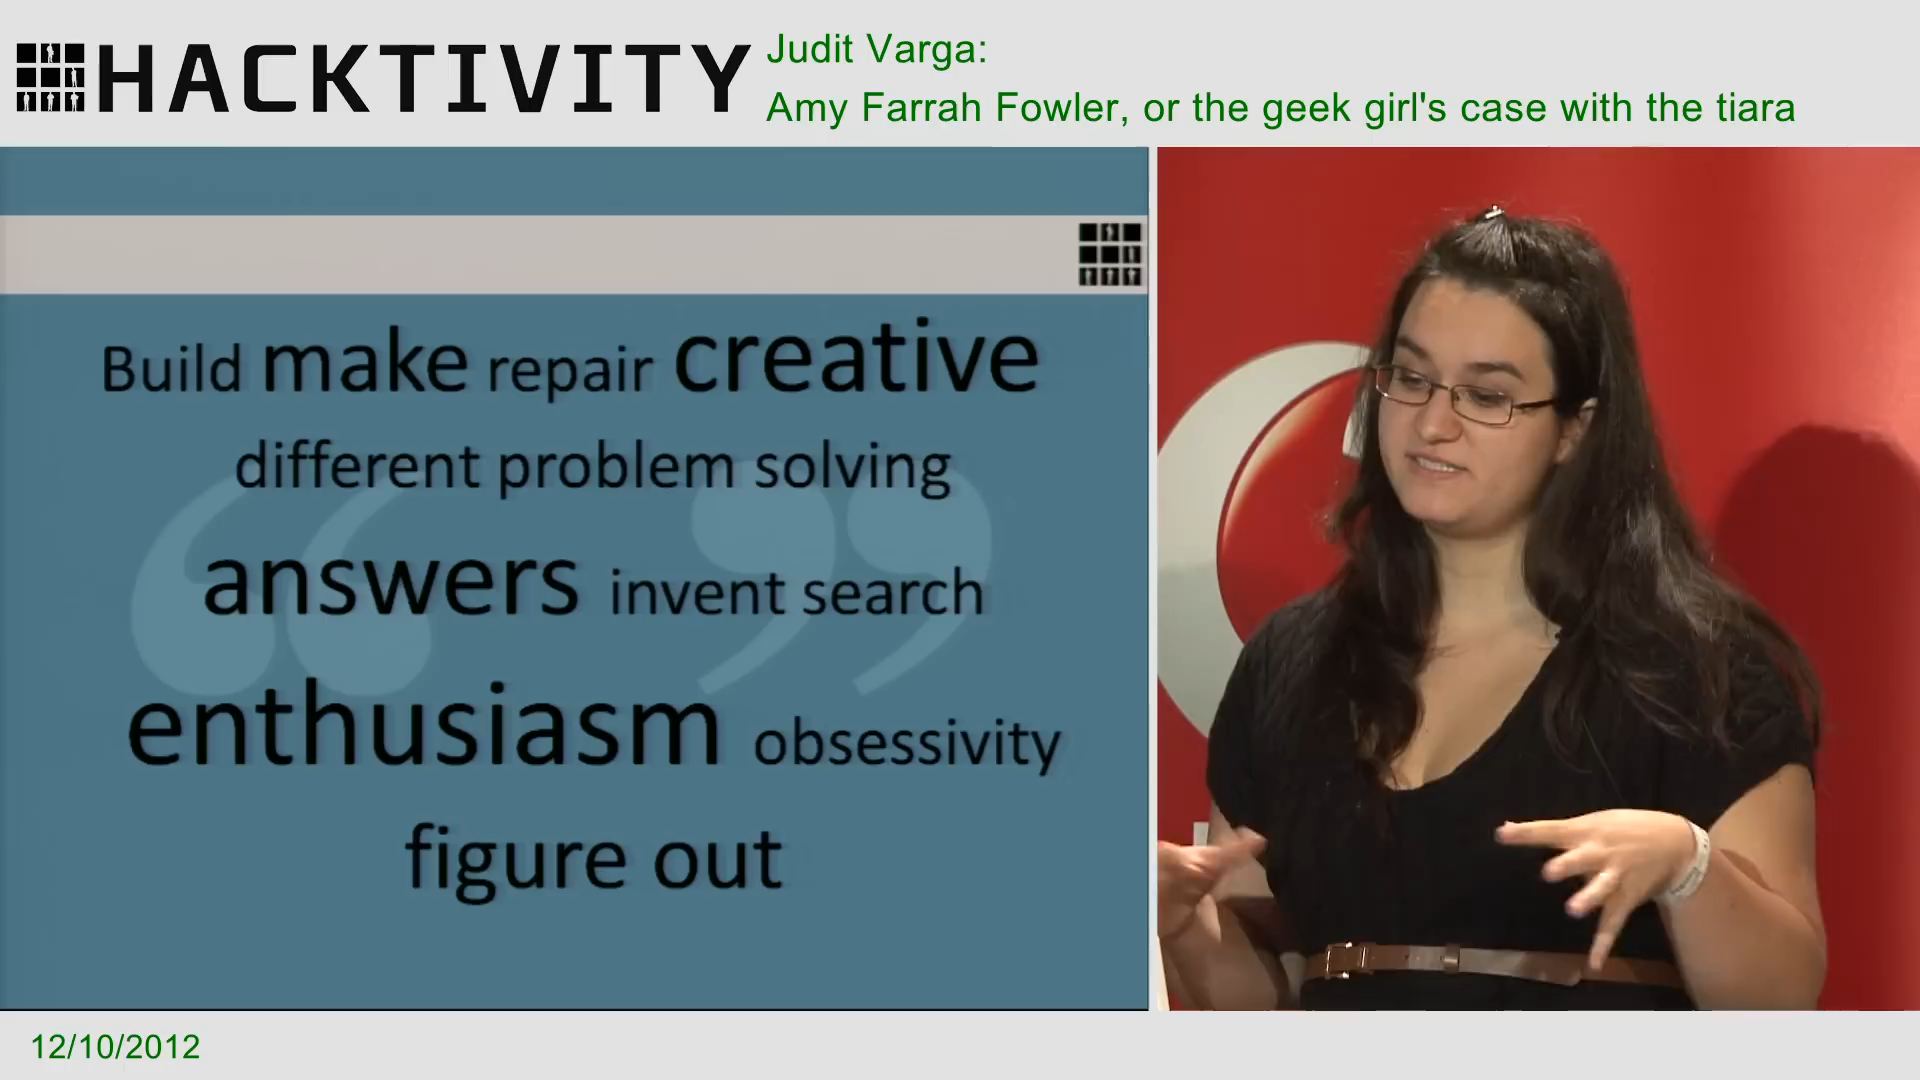 HACKTIVITY
Judit Varga:
Amy Farrah Fowler, or the geek girl's case with the tiara
Build make repair creative
different problem solving
answers invent search
enthusiasm obsessivity
figure out
12/10/2012